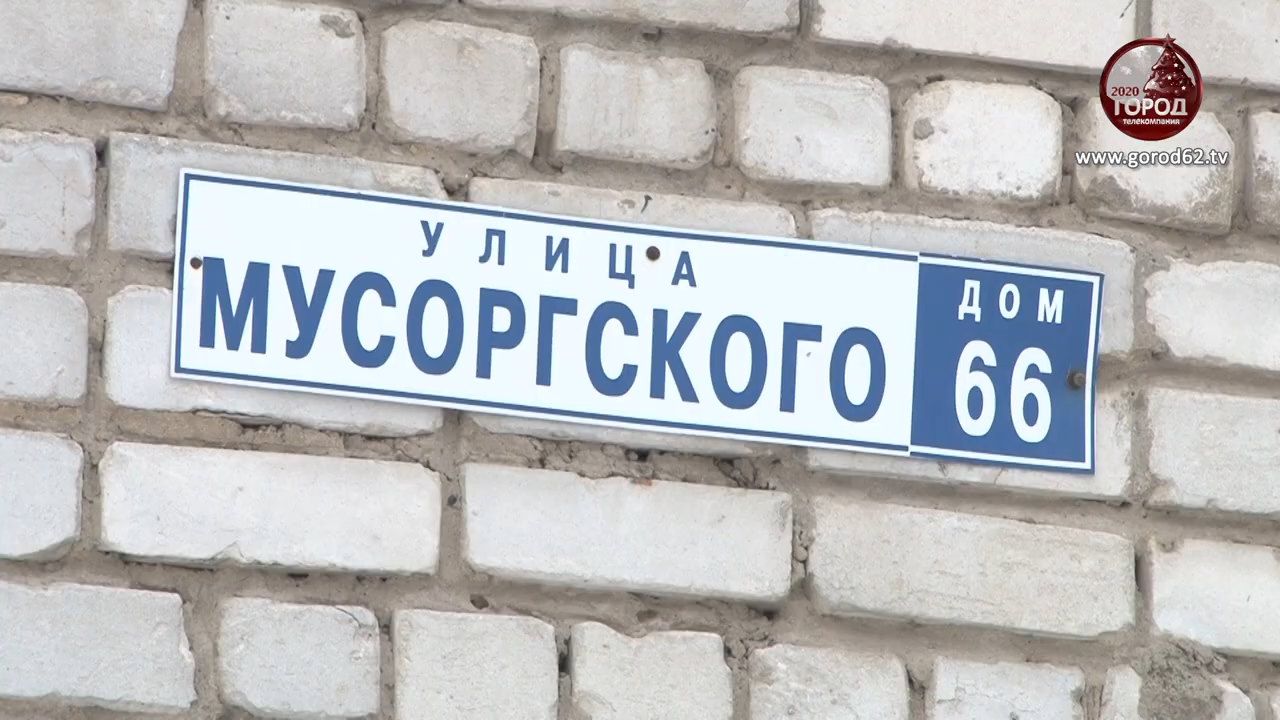 УЛИЦА
МУСОРГСКОГО
ДОМ
66
2020
ГОРОД
телекомпания
www.gorod62.tv